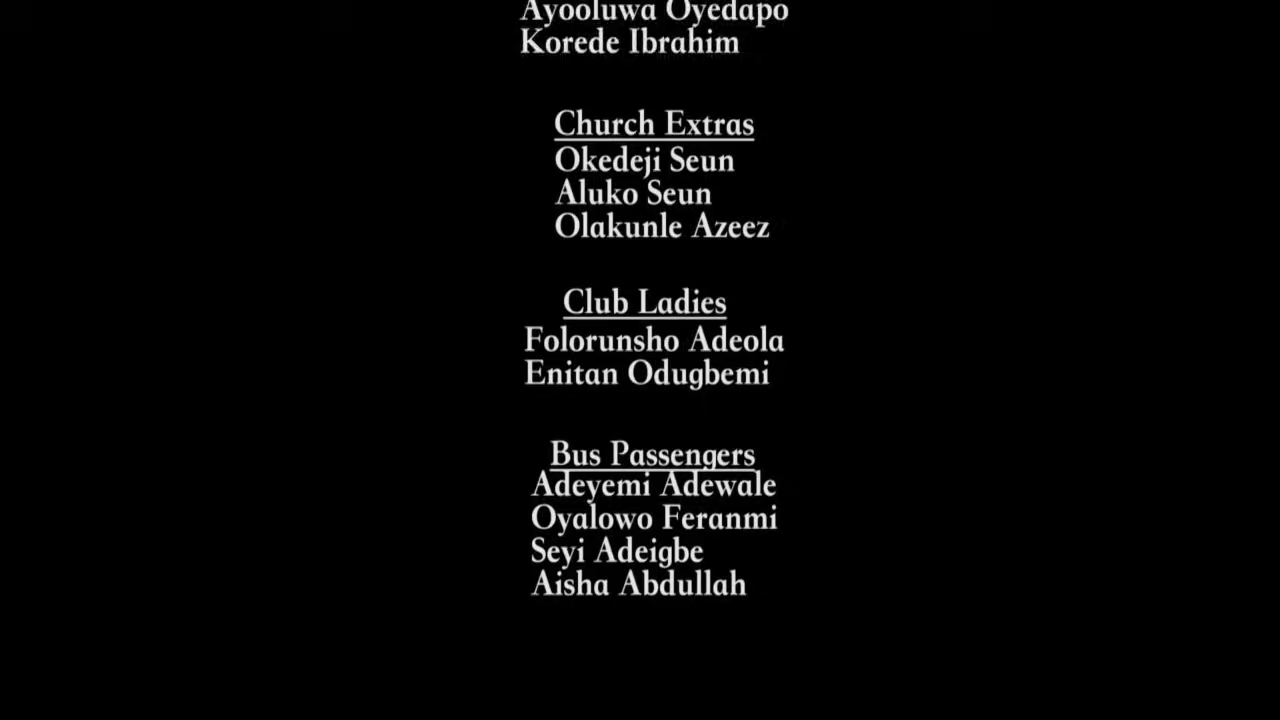 Ayooluwa Oyedapo
Korede Ibrahim
Church Extras
Okedeji Seun
Aluko Seun
Olakunle Azeez
Club Ladies
Folorunsho Adeola
Enitan Odugbemi
Bus Passengers
Adeyemi Adewale
Oyalowo Feranmi
Seyi Adeigbe
Aisha Abdullah